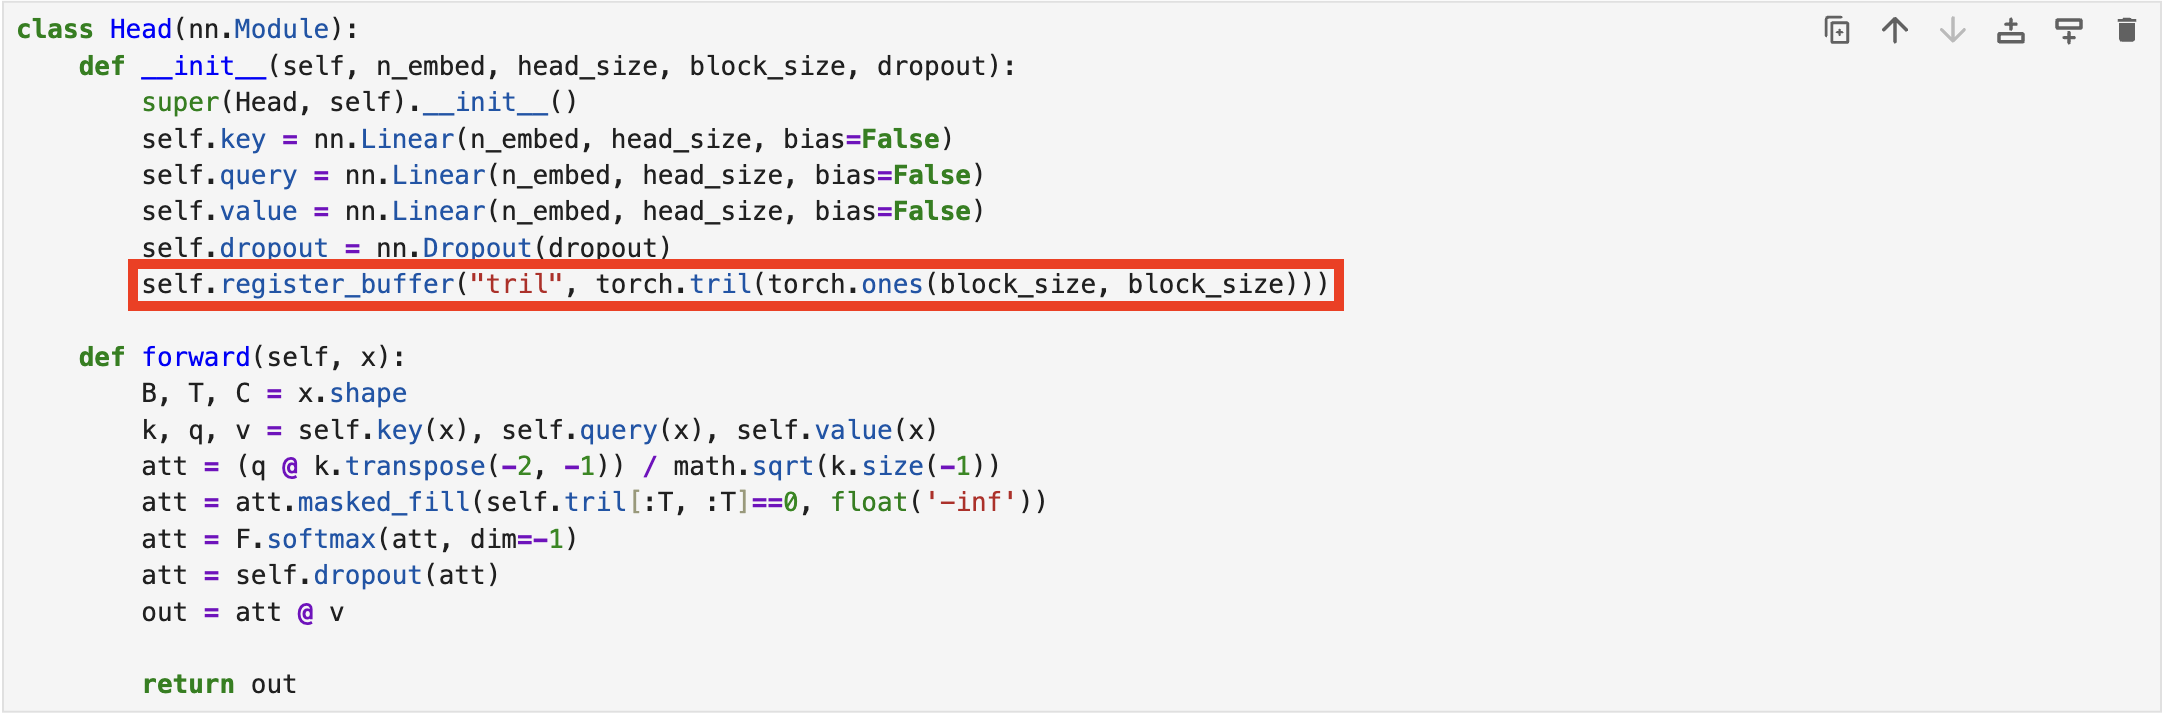 class Head(nn.Module):
    def __init__(self, n_embed, head_size, block_size, dropout):
        super(Head, self).__init__()
        self.key = nn.Linear(n_embed, head_size, bias=False)
        self.query = nn.Linear(n_embed, head_size, bias=False)
        self.value = nn.Linear(n_embed, head_size, bias=False)
        self.dropout = nn.Dropout(dropout)
        self.register_buffer("tril", torch.tril(torch.ones(block_size, block_size)))
    def forward(self, x):
        B, T, C = x.shape
        k, q, v = self.key(x), self.query(x), self.value(x)
        att = (q @ k.transpose(-2, -1)) / math.sqrt(k.size(-1))
        att = att.masked_fill(self.tril[:T, :T]==0, float('-inf'))
        att = F.softmax(att, dim=-1)
        att = self.dropout(att)
        out = att @ v
        return out